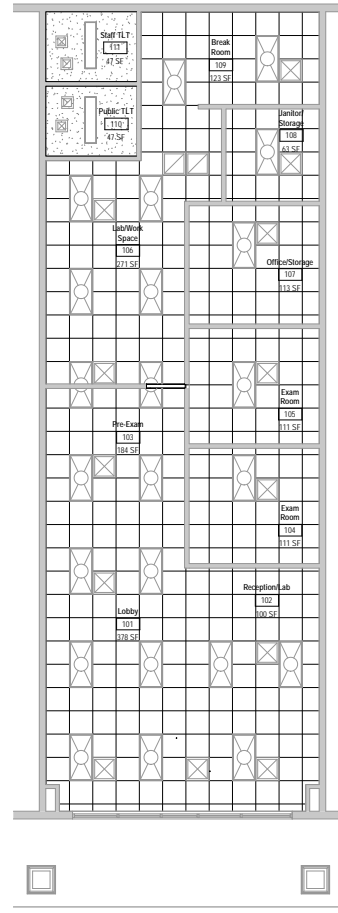 Staff TLT
111
47 SF
Break
Room
109
123 SF
Public TLT
110
47 SF
Janitor/
Storage
108
63 SF
Lab/Work
Space
106
271 SF
Office/Storage
107
113 SF
Exam
Room
105
111 SF
Pre-Exam
103
184 SF
Exam
Room
104
111 SF
Reception/Lab
102
100 SF
Lobby
101
378 SF